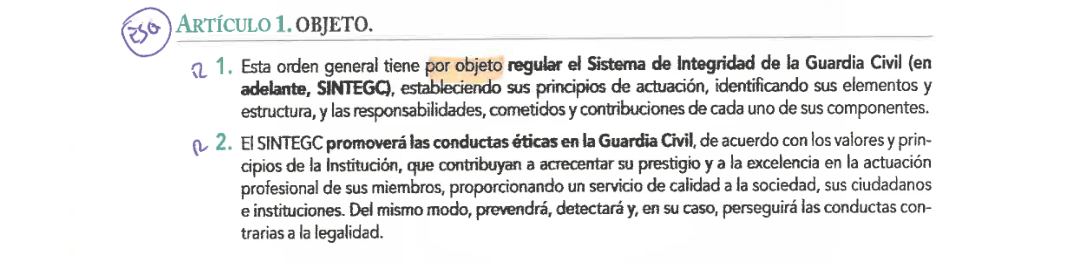 ESQ
ARTÍCULO 1. OBJETO.
1. Esta orden general tiene por objeto regular el Sistema de Integridad de la Guardia Civil (en
adelante, SINTEGC), estableciendo sus principios de actuación, identificando sus elementos y
estructura, y las responsabilidades, cometidos y contribuciones de cada uno de sus componentes.
2. El SINTEGC promoverá las conductas éticas en la Guardia Civil, de acuerdo con los valores y prin-
cipios de la Institución, que contribuyan a acrecentar su prestigio y a la excelencia en la actuación
profesional de sus miembros, proporcionando un servicio de calidad a la sociedad, sus ciudadanos
e instituciones. Del mismo modo, prevendrá, detectará y, en su caso, perseguirá las conductas con-
trarias a la legalidad.